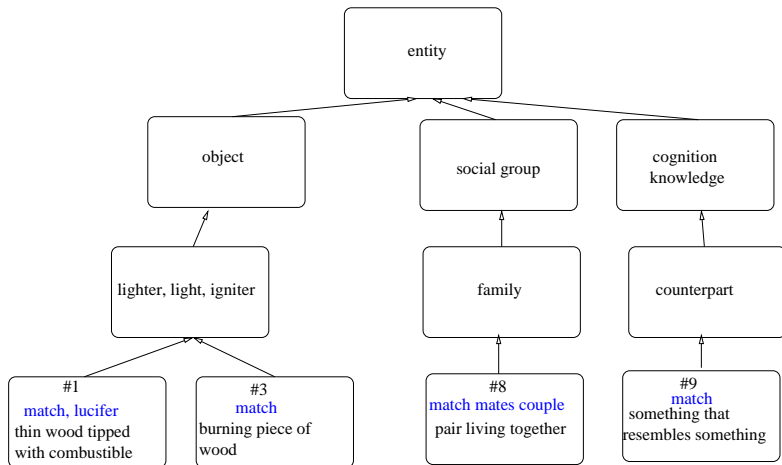 entity
object
social group
cognition
knowledge
lighter, light, igniter
family
counterpart
#1
match, lucifer
thin wood tipped
with combustible
#3
match
burning piece of
wood
#8
match mates couple
pair living together
#9
match
something that
resembles something